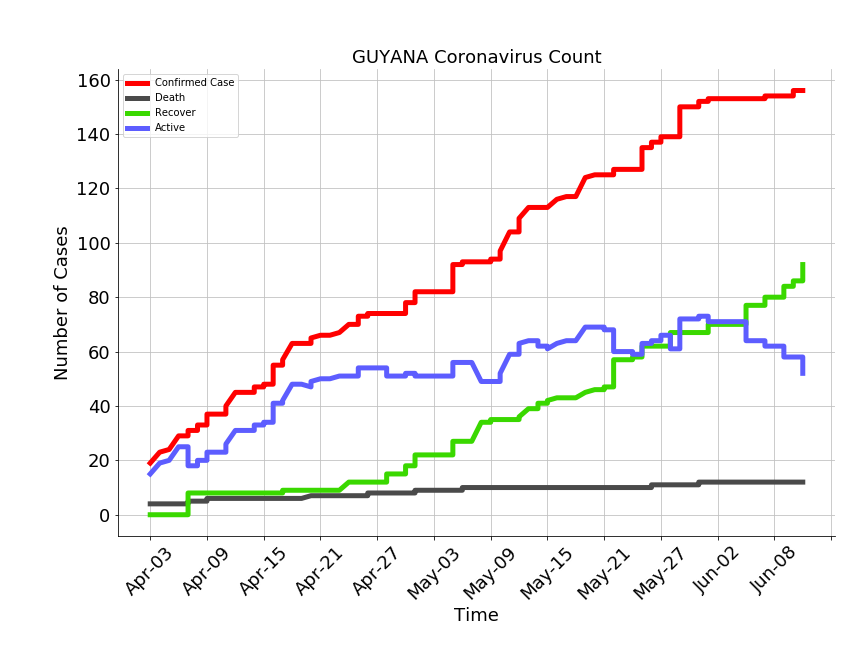 GUYANA Coronavirus Count
Confirmed Case
Death
Recover
Active
160
140
120
100
80
60
40
20
0
Number of Cases
Apr-03
Apr-09
Apr-15
Apr-21
Apr-27
May-03
May-09
May-15
May-21
May-27
Jun-02
Jun-08
Time